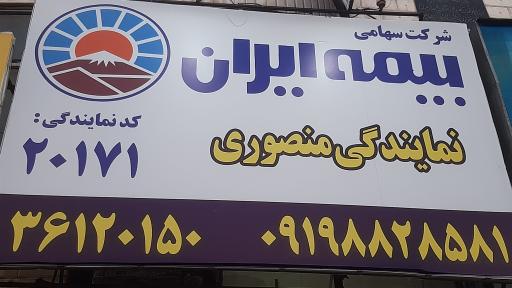 شرکت سهامی
بیمه ایران
نمایندگی منصوری
کد نمایندگی:
۲۰۱۷۱
۰۹۱۹۸۸۲۸۵۸۱
۳۶۱۲۰۱۵۰